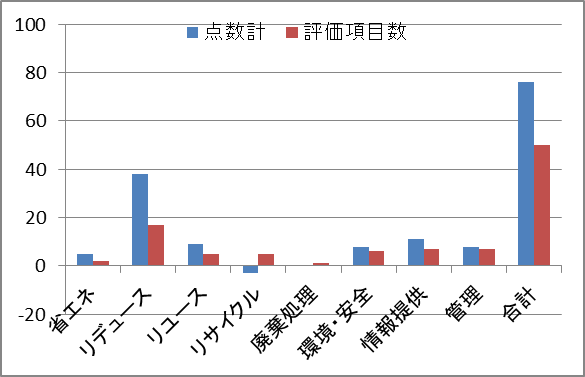 100
点数計 評価項目数
80
60
40
20
0
-20
省エネ
リデュース
リユース
リサイクル
廃棄処理
環境・安全
情報提供
管理
合計